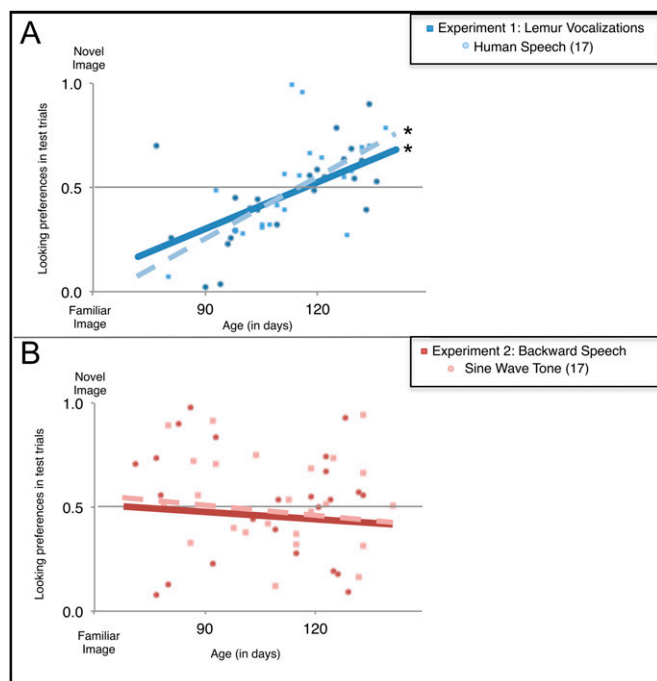 A
Experiment 1: Lemur Vocalizations
Human Speech (17)
Novel
Image
1.0
*
*
Looking preferences in test trials
0.5
0.0
Familiar
Image
90
120
Age (in days)
B
Experiment 2: Backward Speech
Sine Wave Tone (17)
Novel
Image
1.0
Looking preferences in test trials
0.5
0.0
Familiar
Image
90
120
Age (in days)